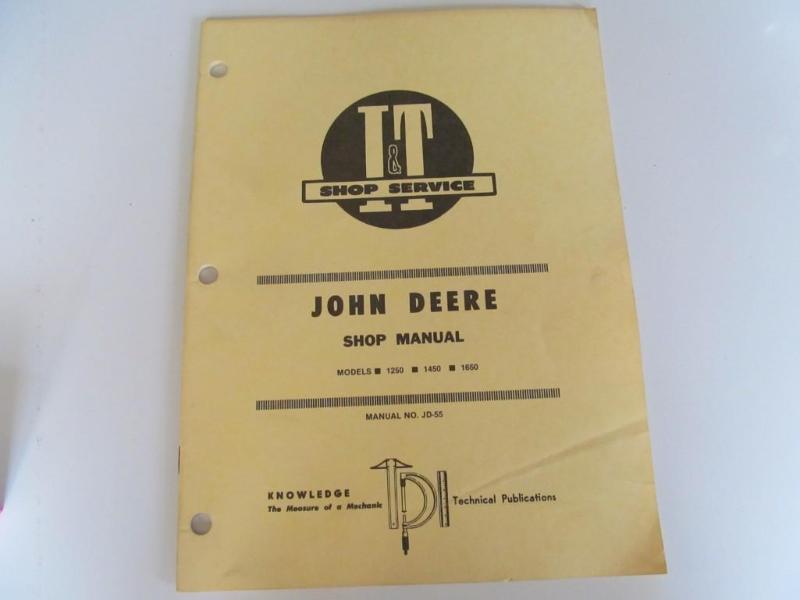 I&T
SHOP SERVICE
JOHN DEERE
SHOP MANUAL
MODELS ■ 1250 ■ 1450 ■ 1650
MANUAL NO. JD-55
KNOWLEDGE
The Measure of a Mechanic
TPI
Technical Publications